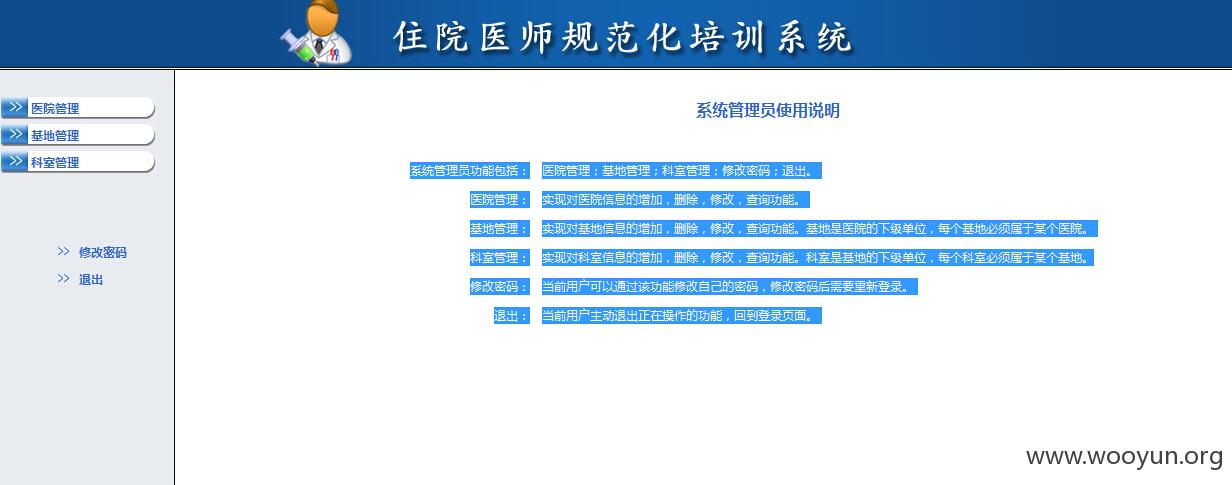 住院医师规范化培训系统
>> 医院管理
>> 基地管理
>> 科室管理
>> 修改密码
>> 退出
系统管理员使用说明
系统管理员功能包括： 医院管理；基地管理；科室管理；修改密码；退出。
医院管理： 实现对医院信息的增加，删除，修改，查询功能。
基地管理： 实现对基地信息的增加，删除，修改，查询功能。基地是医院的下级单位，每个基地必须属于某个医院。
科室管理： 实现对科室信息的增加，删除，修改，查询功能。科室是基地的下级单位，每个科室必须属于某个基地。
修改密码： 当前用户可以通过该功能修改自己的密码，修改密码后需要重新登录。
退出： 当前用户主动退出正在操作的功能，回到登录页面。
www.wooyun.org